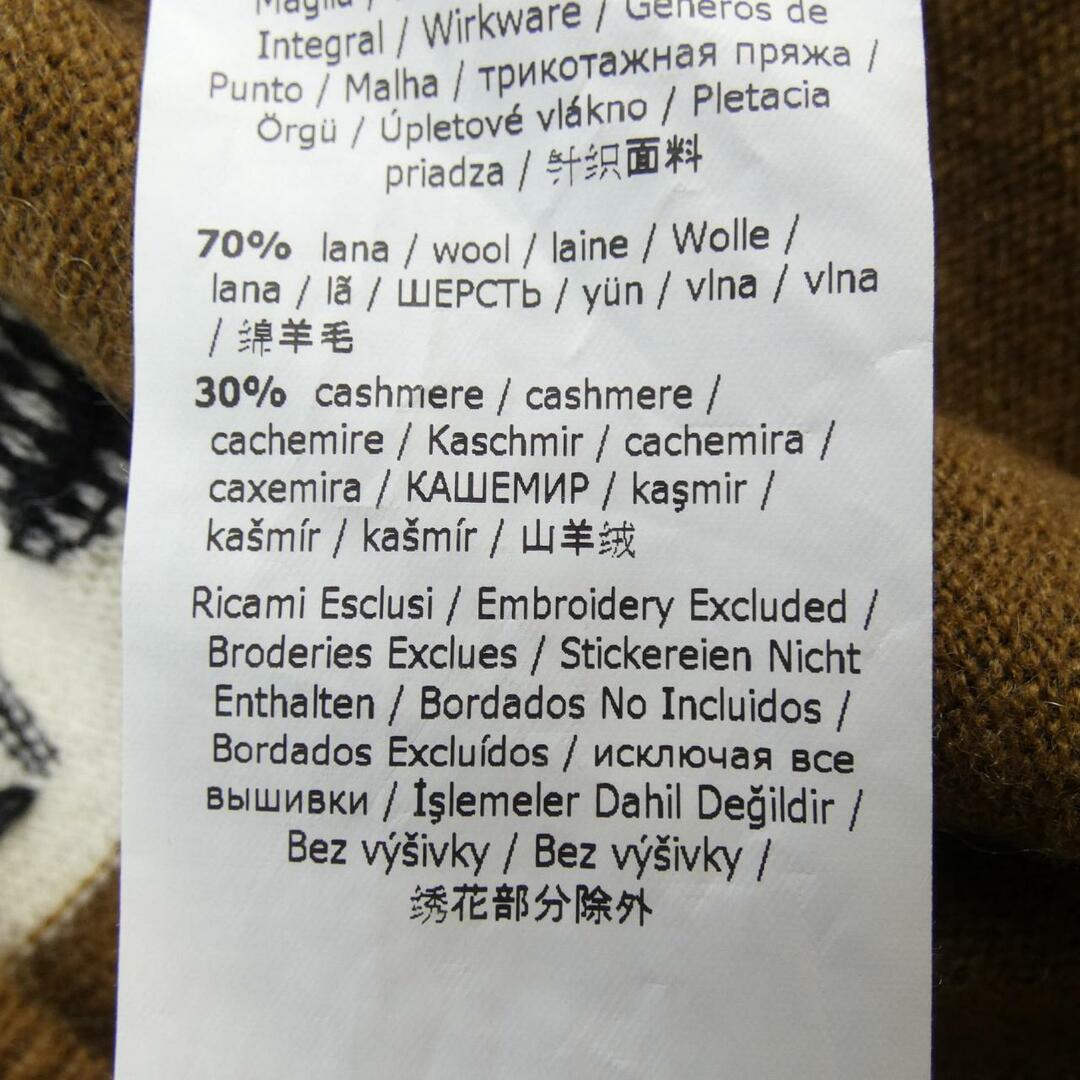 Maglia /
Integral / Wirkware / Géneros de
Punto / Malha / трикотажная пряжа /
Örgü / Úpletové vlákno / Pletacia
priadza / 针织面料
70% lana / wool / laine / Wolle /
lana / lã / ШЕРСТЬ / yün / vlna / vlna
/ 绵羊毛
30% cashmere / cashmere /
cachemire / Kaschmir / cachemira /
caxemira / КАШЕМИР / kaşmir /
kašmír / kašmír / 山羊绒
Ricami Esclusi / Embroidery Excluded /
Broderies Exclues / Stickereien Nicht
Enthalten / Bordados No Incluidos /
Bordados Excluídos / исключая все
вышивки / İşlemeler Dahil Değildir /
Bez výšivky / Bez výšivky /
绣花部分除外